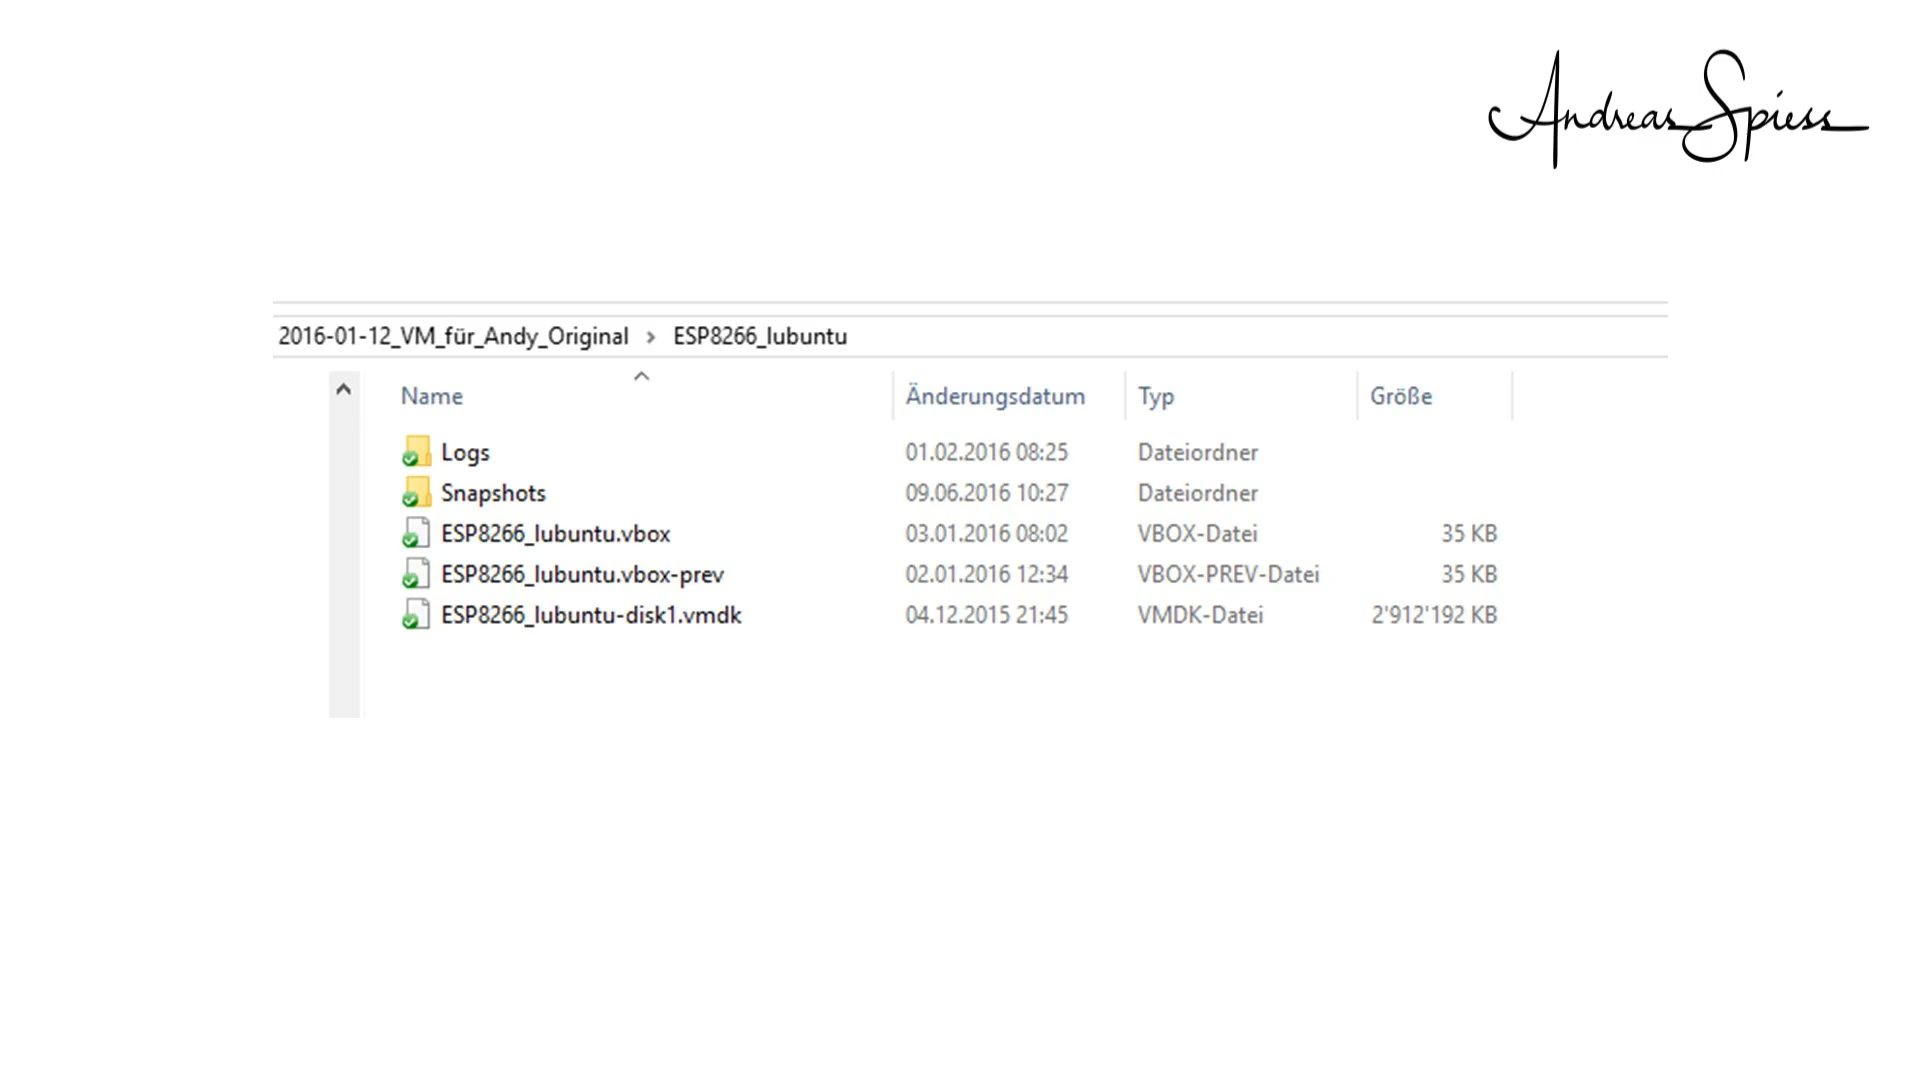 Andreas Spiess
2016-01-12_VM_für_Andy_Original > ESP8266_lubuntu
Name Änderungsdatum Typ Größe
Logs 01.02.2016 08:25 Dateiordner
Snapshots 09.06.2016 10:27 Dateiordner
ESP8266_lubuntu.vbox 03.01.2016 08:02 VBOX-Datei 35 KB
ESP8266_lubuntu.vbox-prev 02.01.2016 12:34 VBOX-PREV-Datei 35 KB
ESP8266_lubuntu-disk1.vmdk 04.12.2015 21:45 VMDK-Datei 2'912'192 KB